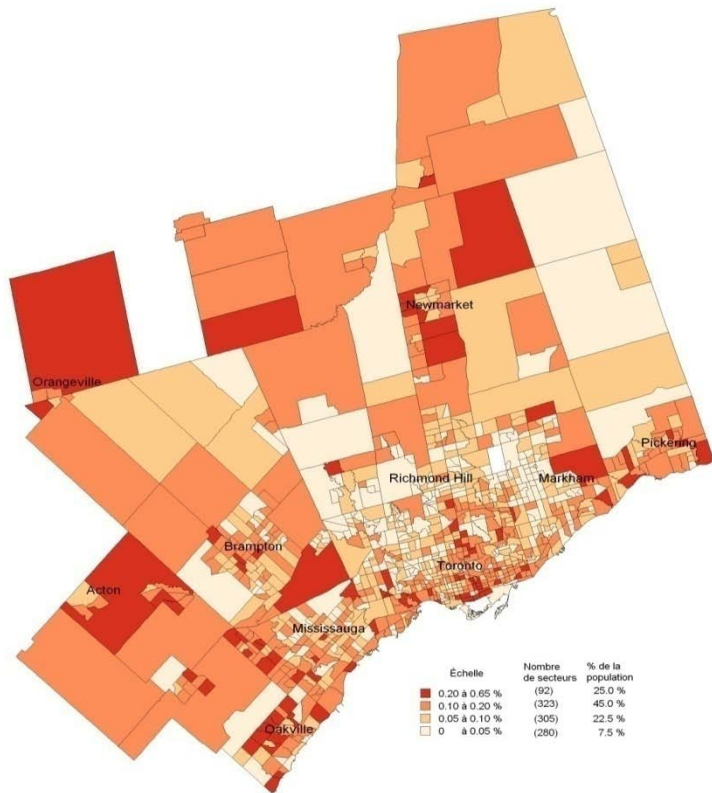 Newmarket
Orangeville
Pickering
Richmond Hill
Markham
Brampton
Toronto
Acton
Mississauga
Oakville
Échelle Nombre de secteurs % de la population
0.20 à 0.65 % (92) 25.0 %
0.10 à 0.20 % (323) 45.0 %
0.05 à 0.10 % (305) 22.5 %
0 à 0.05 % (280) 7.5 %